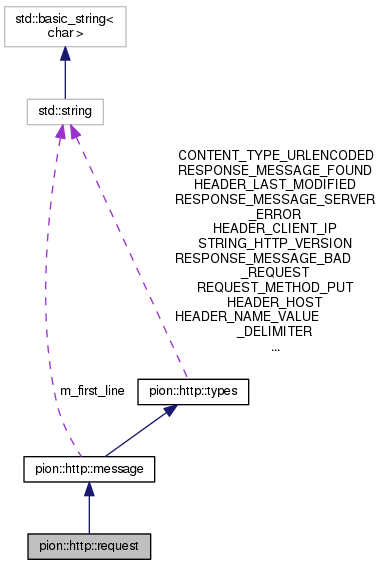 std::basic_string<
char >
std::string
CONTENT_TYPE_URLENCODED
RESPONSE_MESSAGE_FOUND
HEADER_LAST_MODIFIED
RESPONSE_MESSAGE_SERVER
_ERROR
HEADER_CLIENT_IP
STRING_HTTP_VERSION
RESPONSE_MESSAGE_BAD
_REQUEST
REQUEST_METHOD_PUT
HEADER_HOST
HEADER_NAME_VALUE
_DELIMITER
...
m_first_line
pion::http::types
pion::http::message
pion::http::request